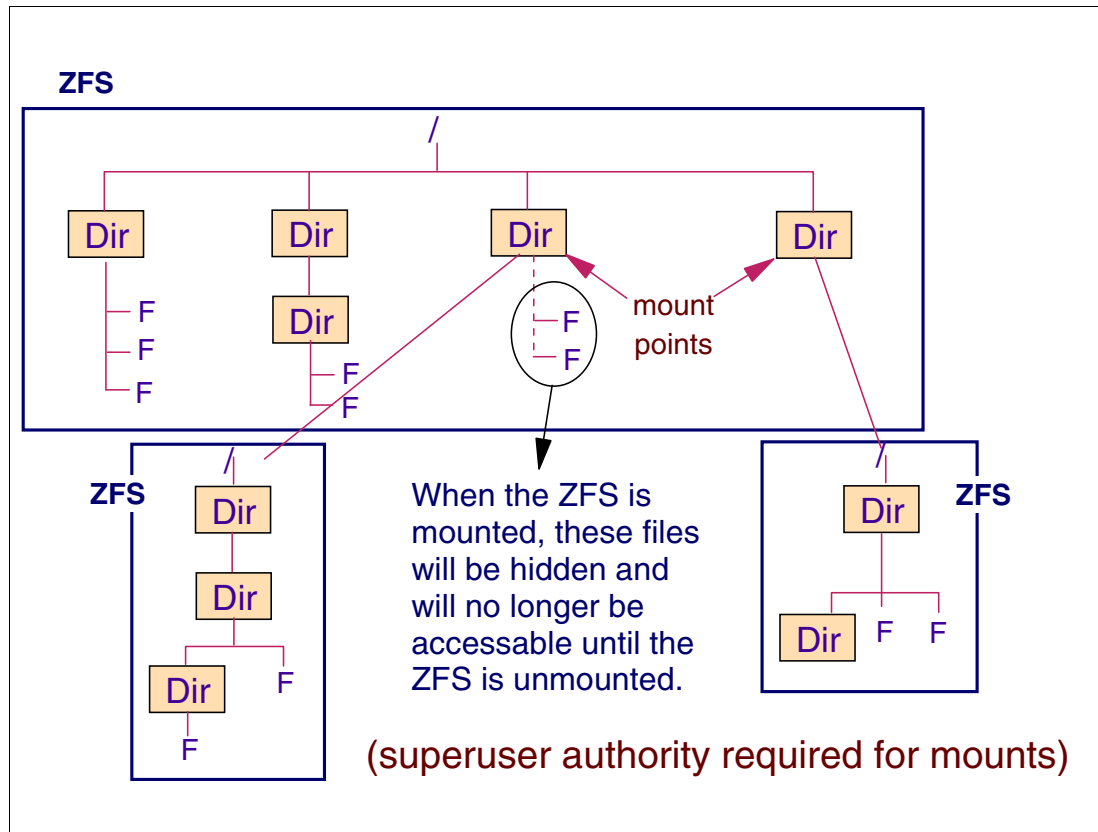 ZFS
/
Dir
Dir
Dir
Dir
Dir
F
F
F
F
F
F
F
mount
points
/
ZFS
Dir
Dir
Dir
F
F
When the ZFS is
mounted, these files
will be hidden and
will no longer be
accessable until the
ZFS is unmounted.
/
ZFS
Dir
Dir
F
F
(superuser authority required for mounts)